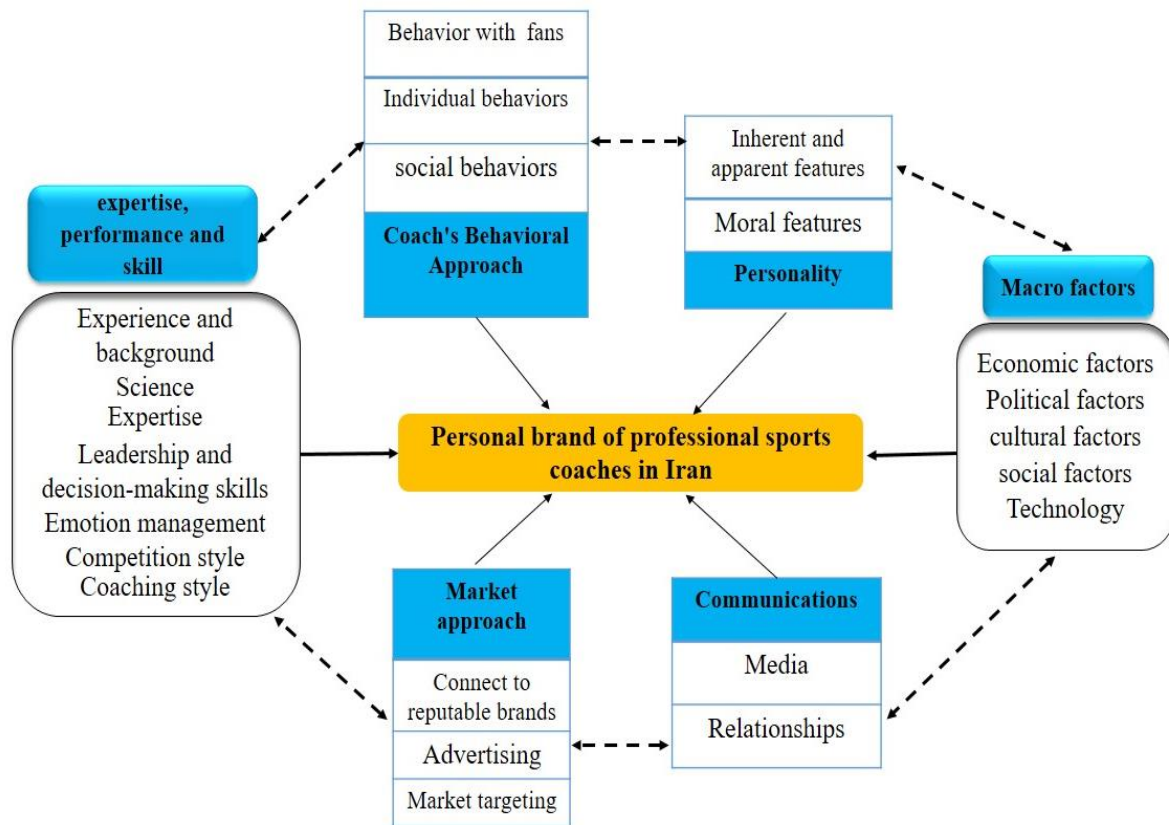 Behavior with fans
Individual behaviors
social behaviors
Coach's Behavioral
Approach
Inherent and
apparent features
Moral features
Personality
expertise,
performance and
skill
Experience and
background
Science
Expertise
Leadership and
decision-making skills
Emotion management
Competition style
Coaching style
Macro factors
Economic factors
Political factors
cultural factors
social factors
Technology
Personal brand of professional sports
coaches in Iran
Market
approach
Connect to
reputable brands
Advertising
Market targeting
Communications
Media
Relationships